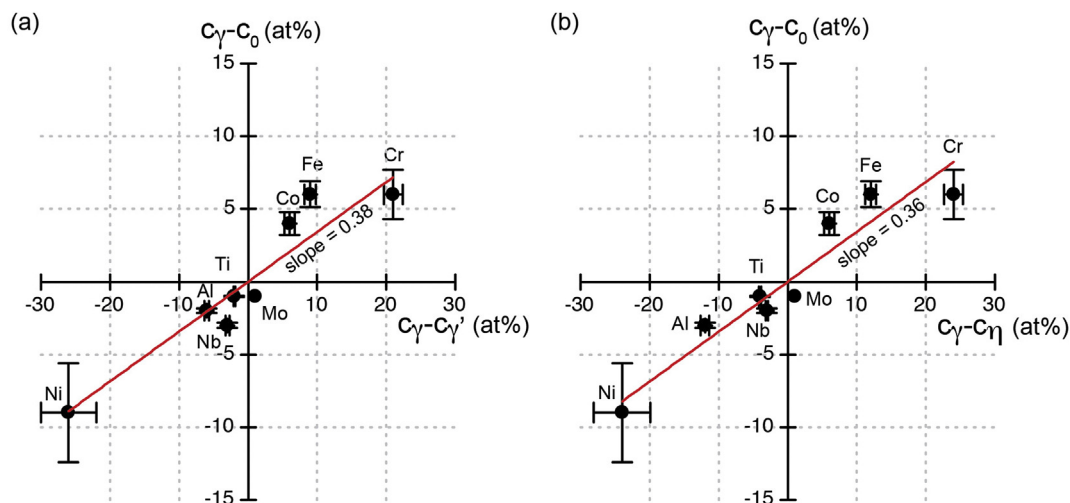 (a)
Cγ-C0 (at%)
15
10
5
-5
-10
-15
-30
-20
-10
10
20
30
Cγ-Cγ' (at%)
Cr
Fe
Co
slope = 0.38
Ti
Al
Mo
Nb
Ni
(b)
Cγ-C0 (at%)
15
10
5
-5
-10
-15
-30
-20
-10
10
20
30
Cγ-Cη (at%)
Cr
Fe
Co
slope = 0.36
Ti
Mo
Nb
Al
Ni